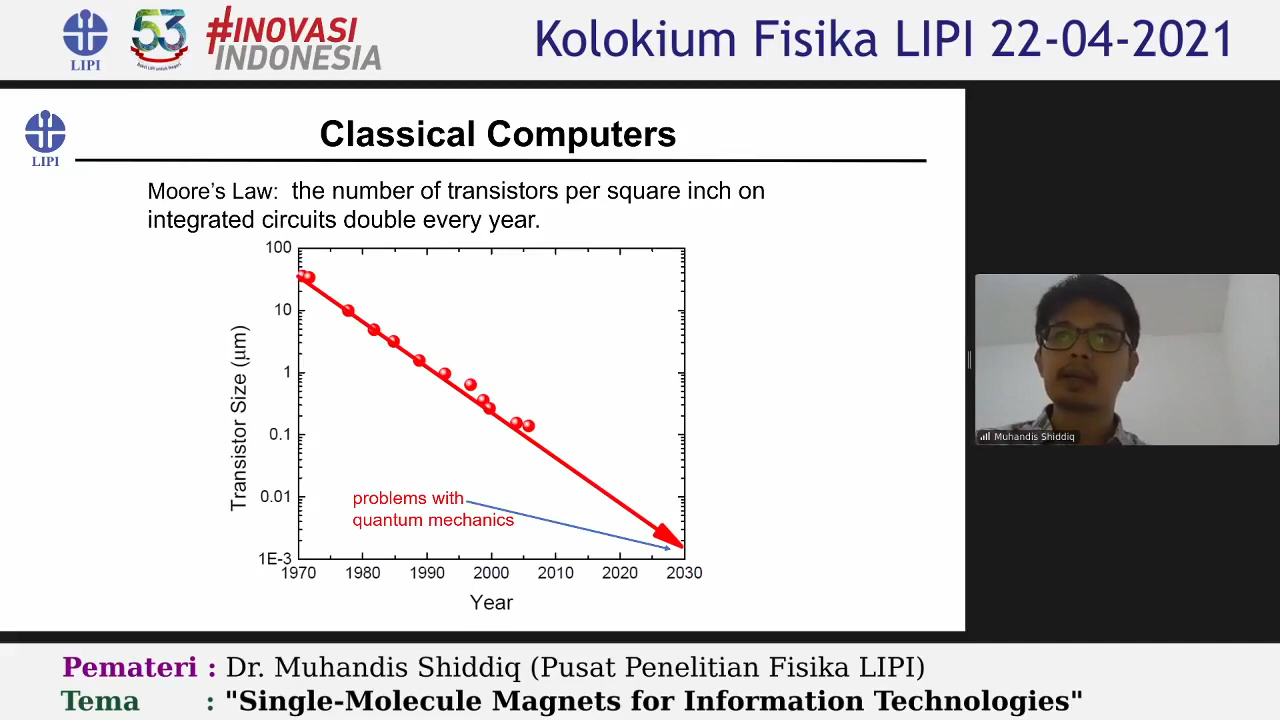 LIPI
53
#INOVASI
INDONESIA
Kolokium Fisika LIPI 22-04-2021
LIPI
Classical Computers
Moore's Law:  the number of transistors per square inch on
integrated circuits double every year.
100
10
1
0.1
0.01
1E-3
Transistor Size (μm)
problems with
quantum mechanics
1970 1980 1990 2000 2010 2020 2030
Year
Muhandis Shiddiq
Pemateri : Dr. Muhandis Shiddiq (Pusat Penelitian Fisika LIPI)
Tema : "Single-Molecule Magnets for Information Technologies"